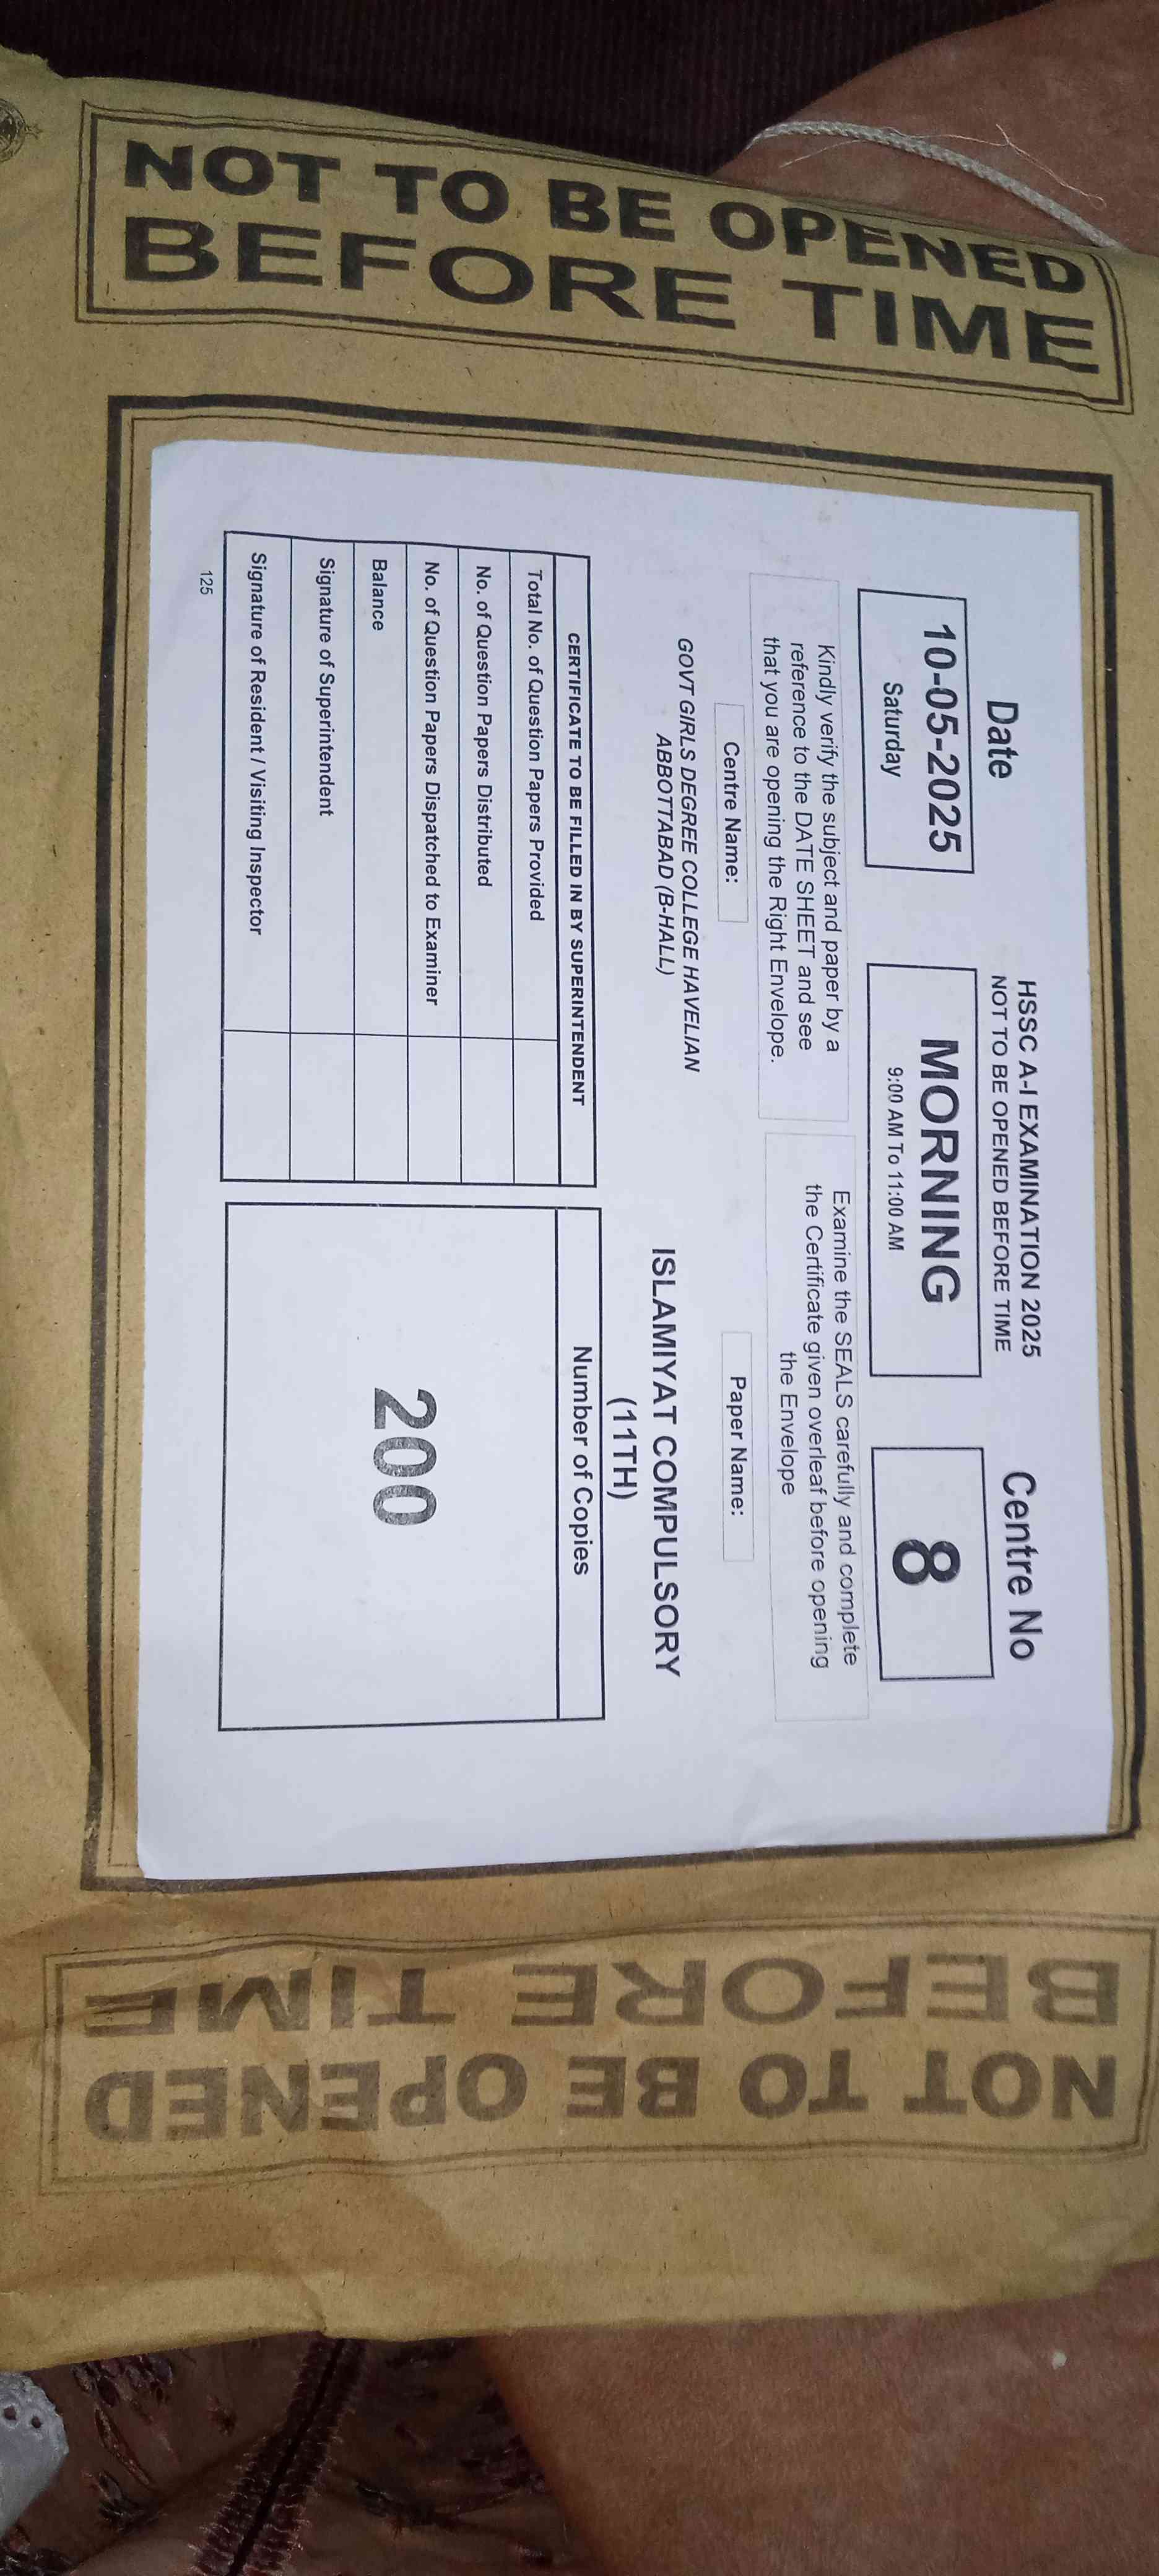 NOT TO BE OPENED
BEFORE TIME
HSSC A-I EXAMINATION 2025
NOT TO BE OPENED BEFORE TIME
Date
10-05-2025
Saturday
MORNING
9:00 AM To 11:00 AM
Centre No
8
Kindly verify the subject and paper by a
reference to the DATE SHEET and see
that you are opening the Right Envelope.
Examine the SEALS carefully and complete
the Certificate given overleaf before opening
the Envelope
Centre Name:
GOVT GIRLS DEGREE COLLEGE HAVELIAN
ABBOTTABAD (B-HALL)
Paper Name:
ISLAMIYAT COMPULSORY
(11TH)
CERTIFICATE TO BE FILLED IN BY SUPERINTENDENT
Total No. of Question Papers Provided
No. of Question Papers Distributed
No. of Question Papers Dispatched to Examiner
Balance
Signature of Superintendent
Signature of Resident / Visiting Inspector
Number of Copies
200
125
NOT TO BE OPENED
BEFORE TIME